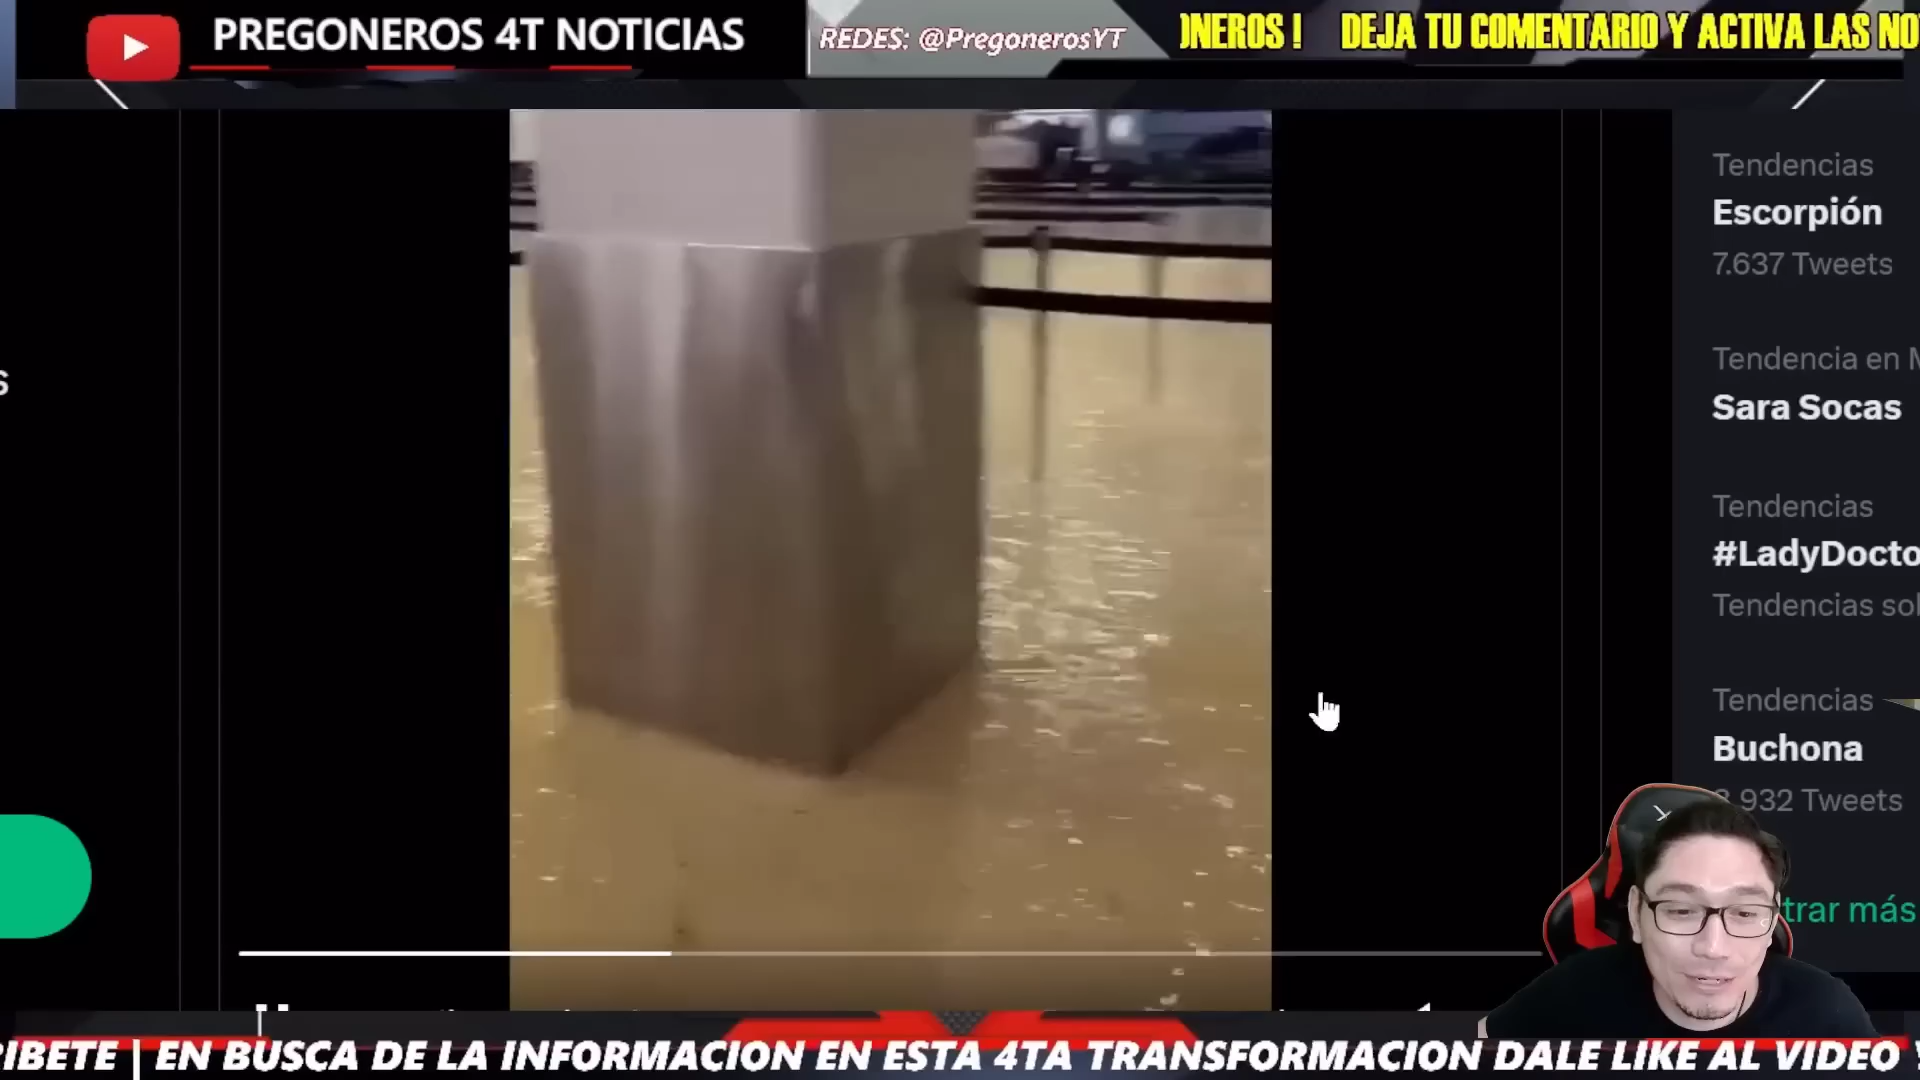 PREGONEROS 4T NOTICIAS
REDES: @PregonerosYT
ONEROS ! DEJA TU COMENTARIO Y ACTIVA LAS NO
Tendencias
Escorpión
7.637 Tweets
Tendencia en M
Sara Socas
Tendencias
#LadyDocto
Tendencias sol
Tendencias
Buchona
932 Tweets
trar más
s
RIBETE | EN BUSCA DE LA INFORMACION EN ESTA 4TA TRANSFORMACION DALE LIKE AL VIDEO Y